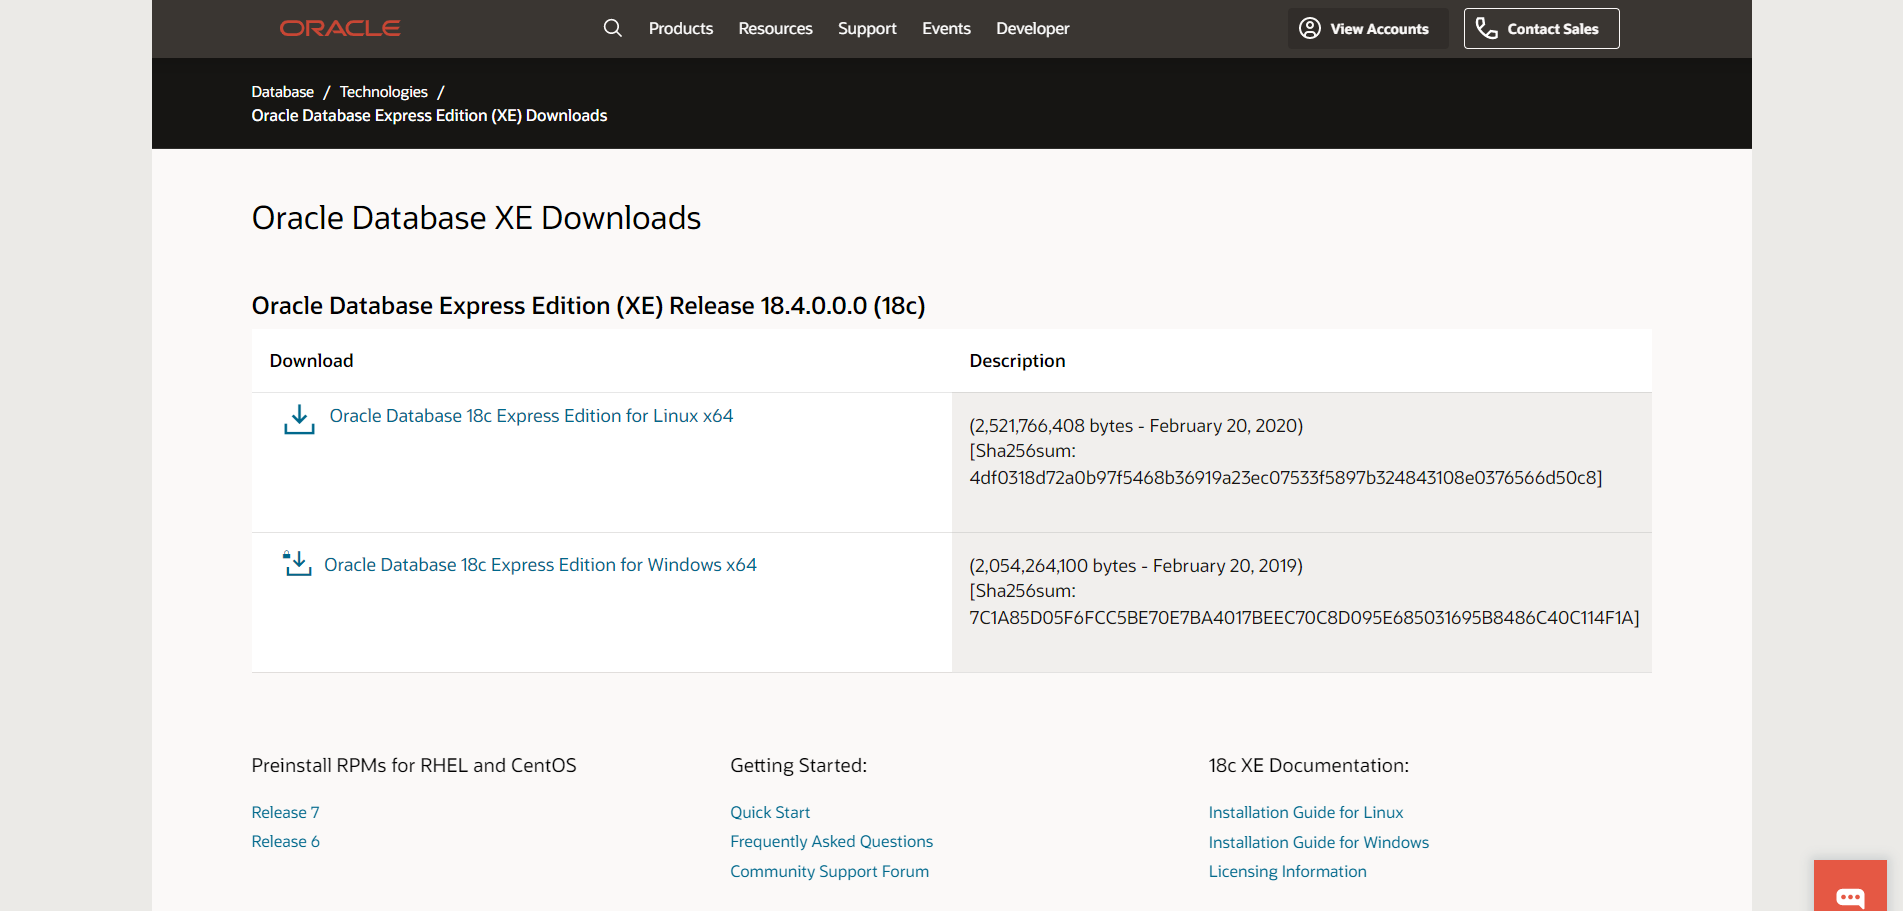 ORACLE
Products Resources Support Events Developer
View Accounts
Contact Sales
Database / Technologies /
Oracle Database Express Edition (XE) Downloads
Oracle Database XE Downloads
Oracle Database Express Edition (XE) Release 18.4.0.0.0 (18c)
Download
Description
Oracle Database 18c Express Edition for Linux x64
(2,521,766,408 bytes - February 20, 2020)
[Sha256sum:
4df0318d72a0b97f5468b36919a23ec07533f5897b324843108e0376566d50c8]
Oracle Database 18c Express Edition for Windows x64
(2,054,264,100 bytes - February 20, 2019)
[Sha256sum:
7C1A85D05F6FCC5BE70E7BA4017BEEC70C8D095E685031695B8486C40C114F1A]
Preinstall RPMs for RHEL and CentOS
Release 7
Release 6
Getting Started:
Quick Start
Frequently Asked Questions
Community Support Forum
18c XE Documentation:
Installation Guide for Linux
Installation Guide for Windows
Licensing Information